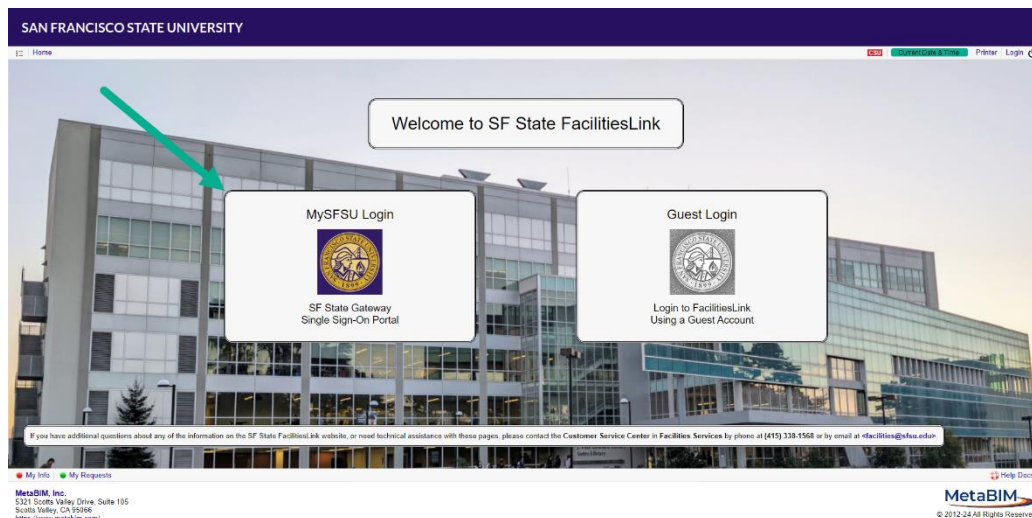 SAN FRANCISCO STATE UNIVERSITY
Home
CSU Current Date & Time Printer Login
Welcome to SF State FacilitiesLink
MySFSU Login
SF State Gateway
Single Sign-On Portal
Guest Login
Login to FacilitiesLink
Using a Guest Account
If you have additional questions about any of the information on the SF State FacilitiesLink website, or need technical assistance with these pages, please contact the Customer Service Center in Facilities Services by phone at (415) 338-1568 or by email at <facilities@sfsu.edu>
My Info My Requests
Help Docs
MetaBIM, Inc.
5321 Scotts Valley Drive, Suite 105
Scotts Valley, CA 95066
https://www.metabim.com/
MetaBIM
© 2012-24 All Rights Reserve